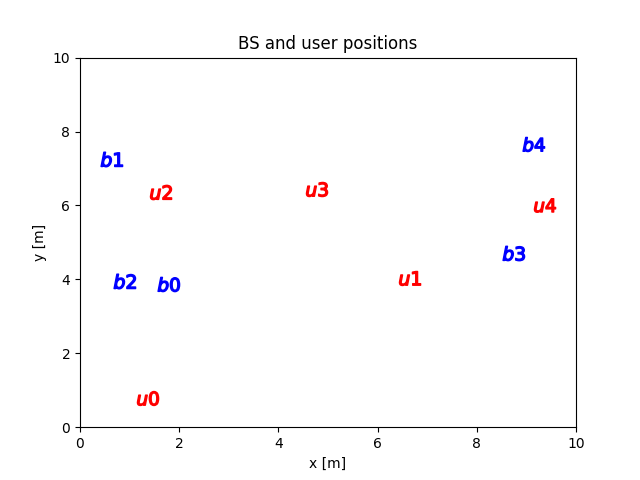 BS and user positions
10
8
6
4
2
0
y [m]
b1
u2
u3
b4
u4
b3
b2
b0
u1
u0
0 2 4 6 8 10
x [m]